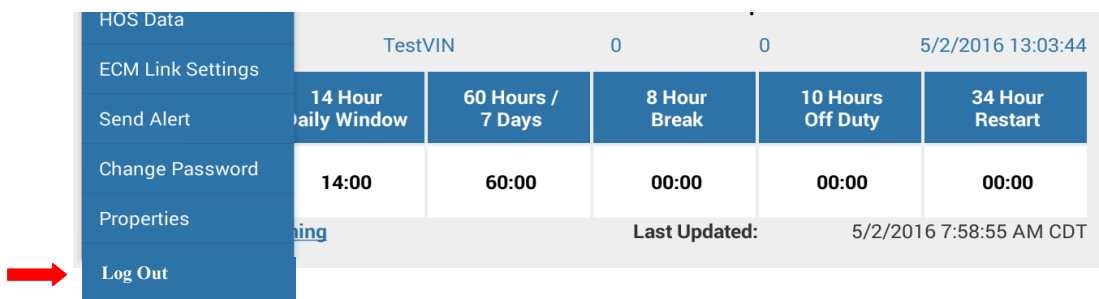 HOS Data
ECM Link Settings
Send Alert
Change Password
Properties
Log Out
TestVIN 0 0 5/2/2016 13:03:44
14 Hour Daily Window
60 Hours / 7 Days
8 Hour Break
10 Hours Off Duty
34 Hour Restart
14:00 60:00 00:00 00:00 00:00
Last Updated: 5/2/2016 7:58:55 AM CDT